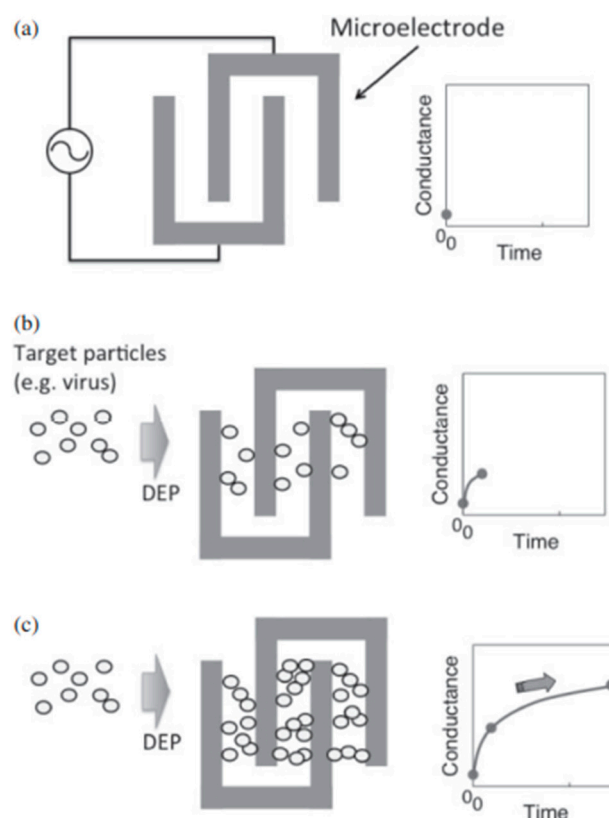 (a)
Microelectrode
Conductance
0
0
Time
(b)
Target particles
(e.g. virus)
DEP
Conductance
0
0
Time
(c)
DEP
Conductance
0
0
Time